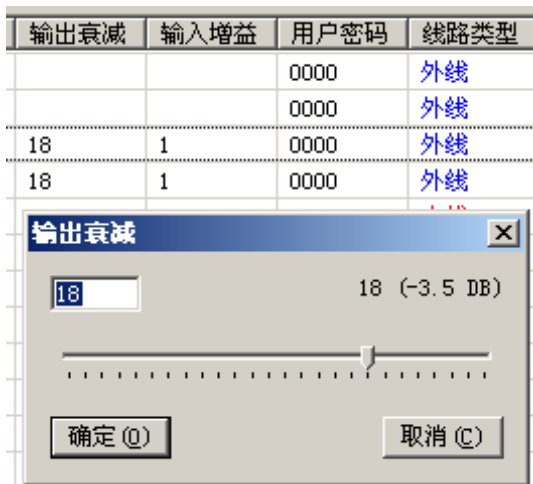 输出衰减 输入增益 用户密码 线路类型
0000 外线
0000 外线
18 1 0000 外线
18 1 0000 外线
输出衰减
18 18 (-3.5 DB)
确定(O) 取消(C)